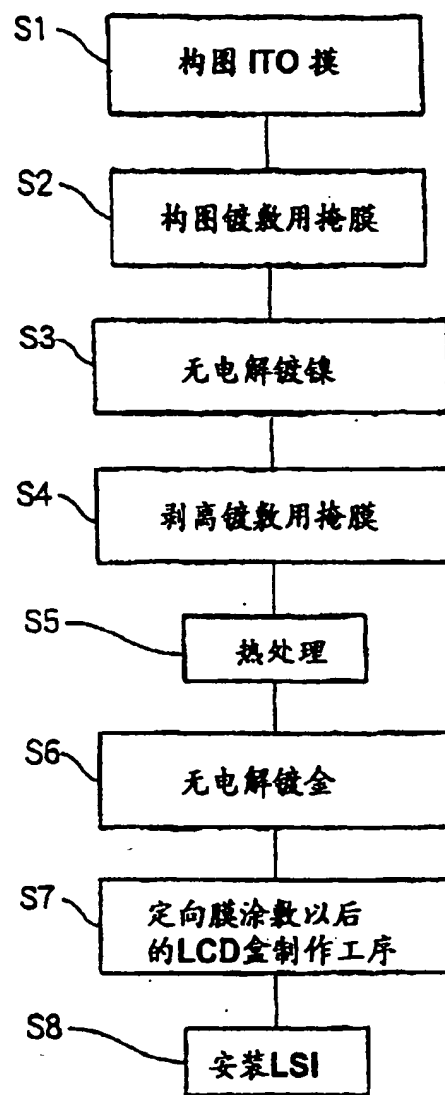 S1
构图 ITO 摸
S2
构图镀敷用掩膜
S3
无电解镀镍
S4
剥离镀敷用掩膜
S5
热处理
S6
无电解镀金
S7
定向膜涂敷以后
的LCD盒制作工序
S8
安装LSI